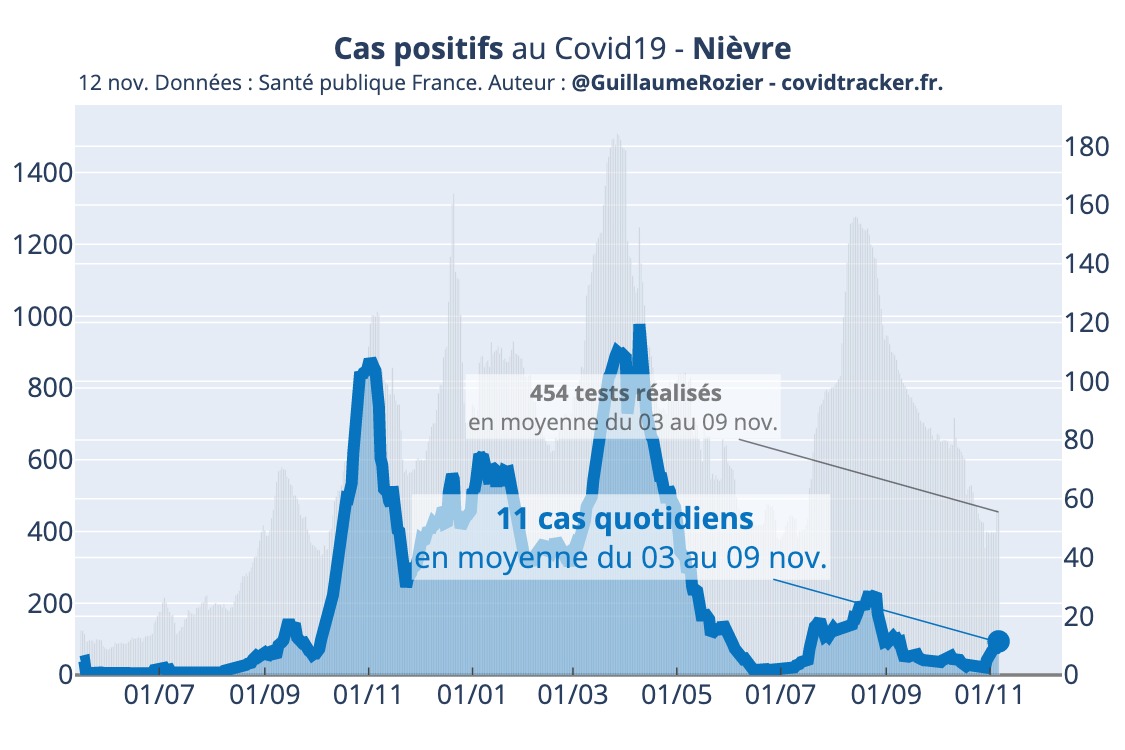 Cas positifs au Covid19 - Nièvre
12 nov. Données : Santé publique France. Auteur : @GuillaumeRozier - covidtracker.fr.
1400
1200
1000
800
600
400
200
0
180
160
140
120
100
80
60
40
20
0
454 tests réalisés
en moyenne du 03 au 09 nov.
11 cas quotidiens
en moyenne du 03 au 09 nov.
01/07 01/09 01/11 01/01 01/03 01/05 01/07 01/09 01/11